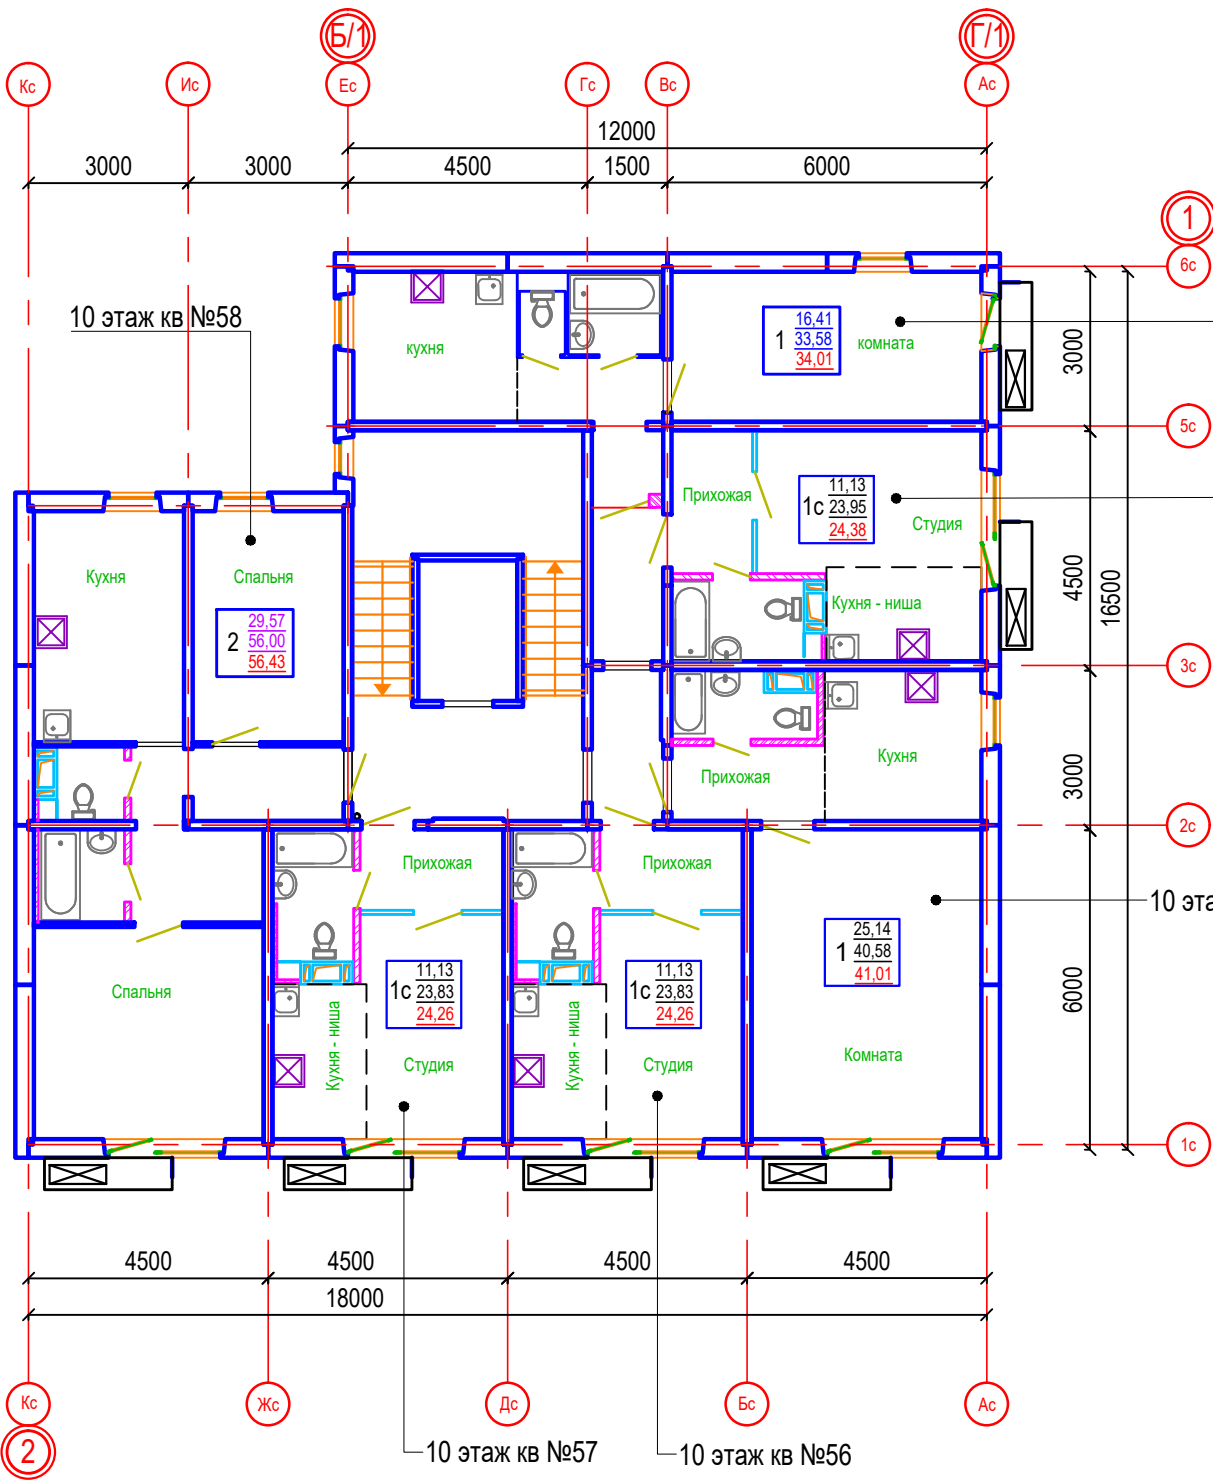 Б/1
Г/1
Кс
Ис
Ес
Гс
Вс
Ас
12000
3000
3000
4500
1500
6000
1
6с
10 этаж кв №58
кухня
1
16,41
33,58
34,01
комната
3000
5с
Прихожая
1с
11,13
23,95
24,38
Студия
Кухня
Спальня
4500
16500
Кухня - ниша
2
29,57
56,00
56,43
3с
Прихожая
Кухня
3000
2с
Прихожая
Прихожая
10 эта
1
25,14
40,58
41,01
Спальня
1с
11,13
23,83
24,26
1с
11,13
23,83
24,26
6000
Кухня - ниша
Студия
Кухня - ниша
Студия
Комната
1с
4500
4500
4500
4500
18000
Кс
Жс
Дс
Бс
Ас
2
10 этаж кв №57
10 этаж кв №56